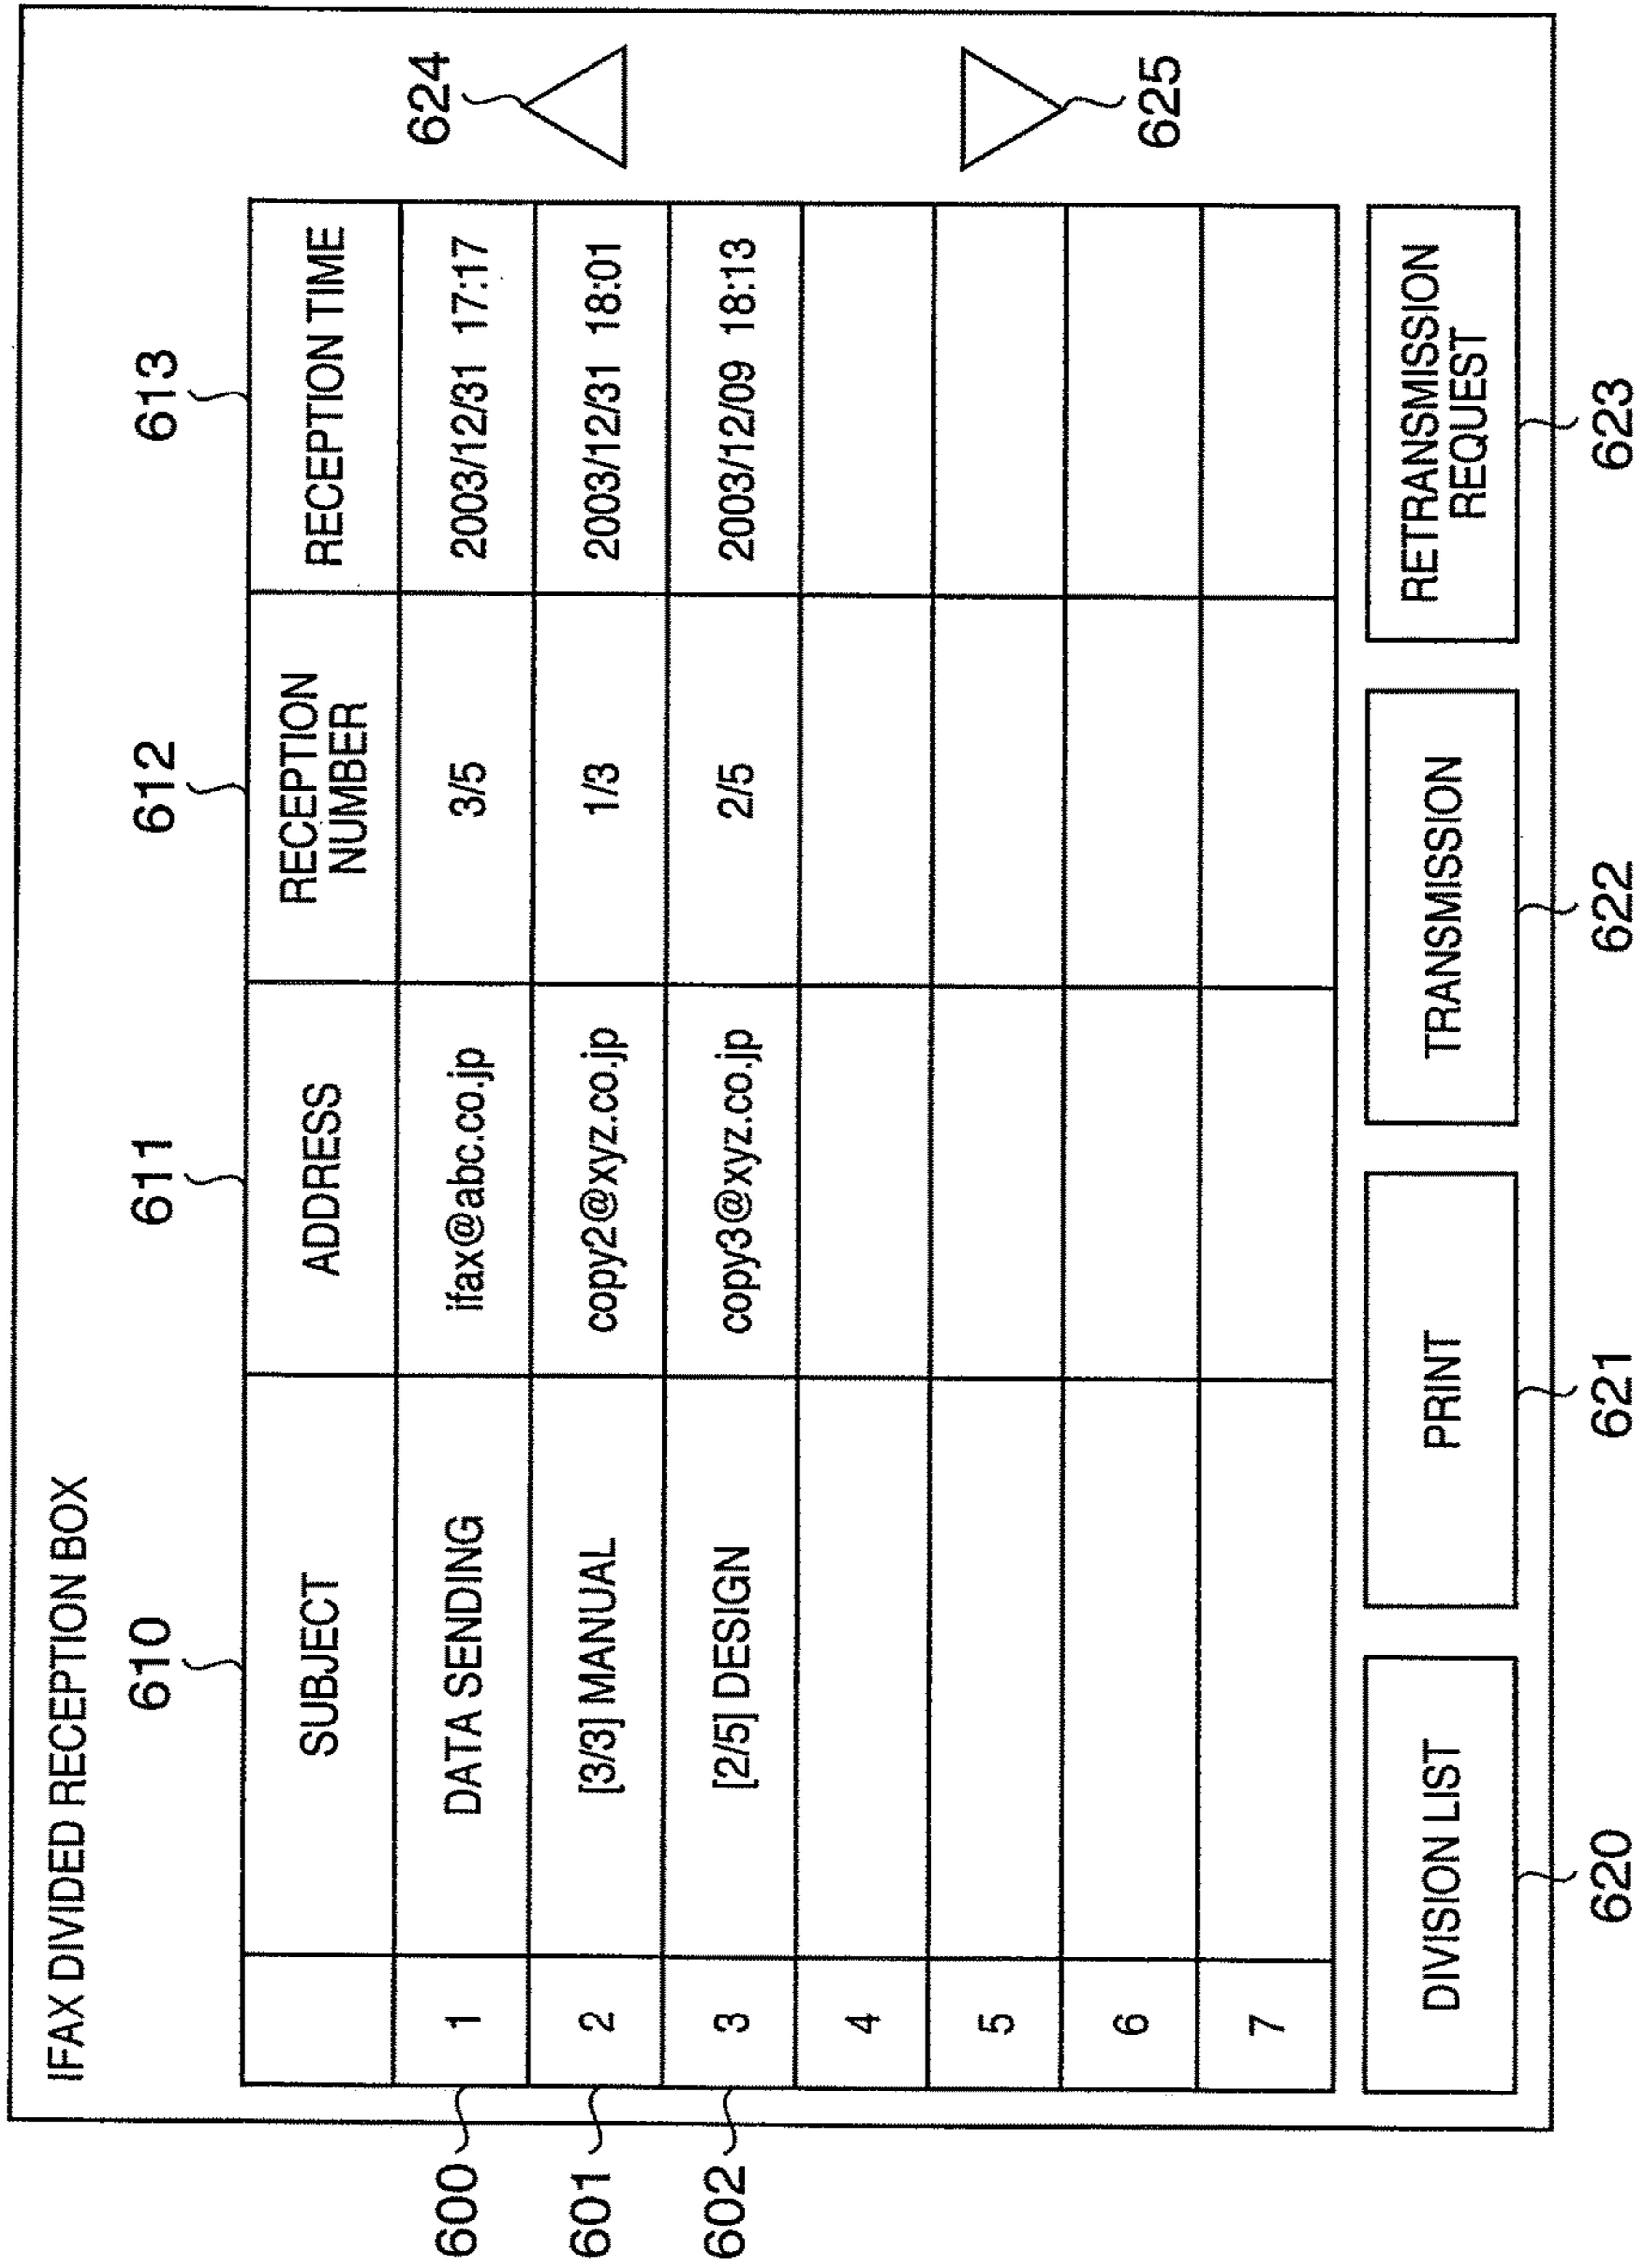 IFAX DIVIDED RECEPTION BOX
610 611 612 613
SUBJECT ADDRESS RECEPTION NUMBER RECEPTION TIME
600 1 DATA SENDING ifax@abc.co.jp 3/5 2003/12/31 17:17
601 2 [3/3] MANUAL copy2@xyz.co.jp 1/3 2003/12/31 18:01
602 3 [2/5] DESIGN copy3@xyz.co.jp 2/5 2003/12/09 18:13
4
5
6
7
624
625
DIVISION LIST PRINT TRANSMISSION RETRANSMISSION REQUEST
620 621 622 623